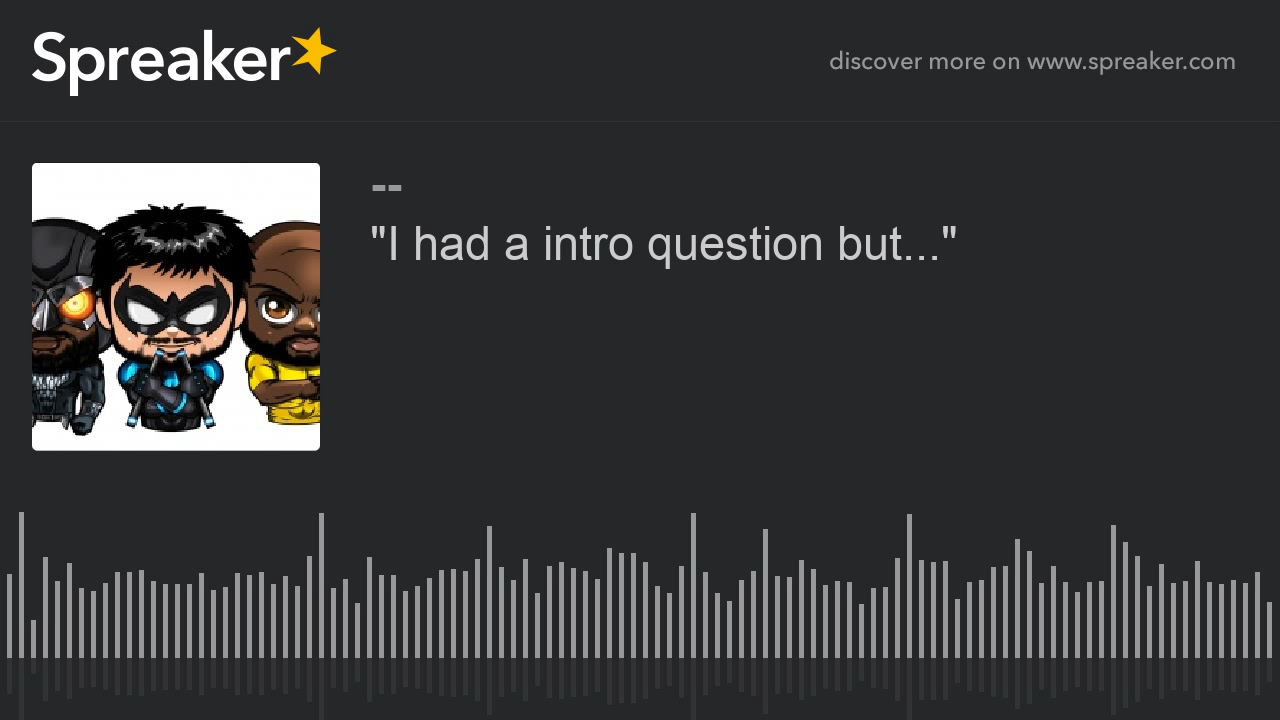 Spreaker
discover more on www.spreaker.com
--
"I had a intro question but..."